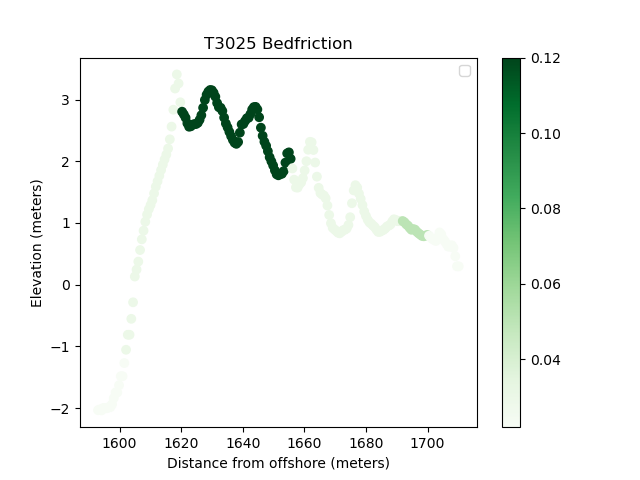 T3025 Bedfriction
0.12
3
0.10
2
0.08
1
0.06
0
0.04
−1
−2
1600 1620 1640 1660 1680 1700
Distance from offshore (meters)
Elevation (meters)